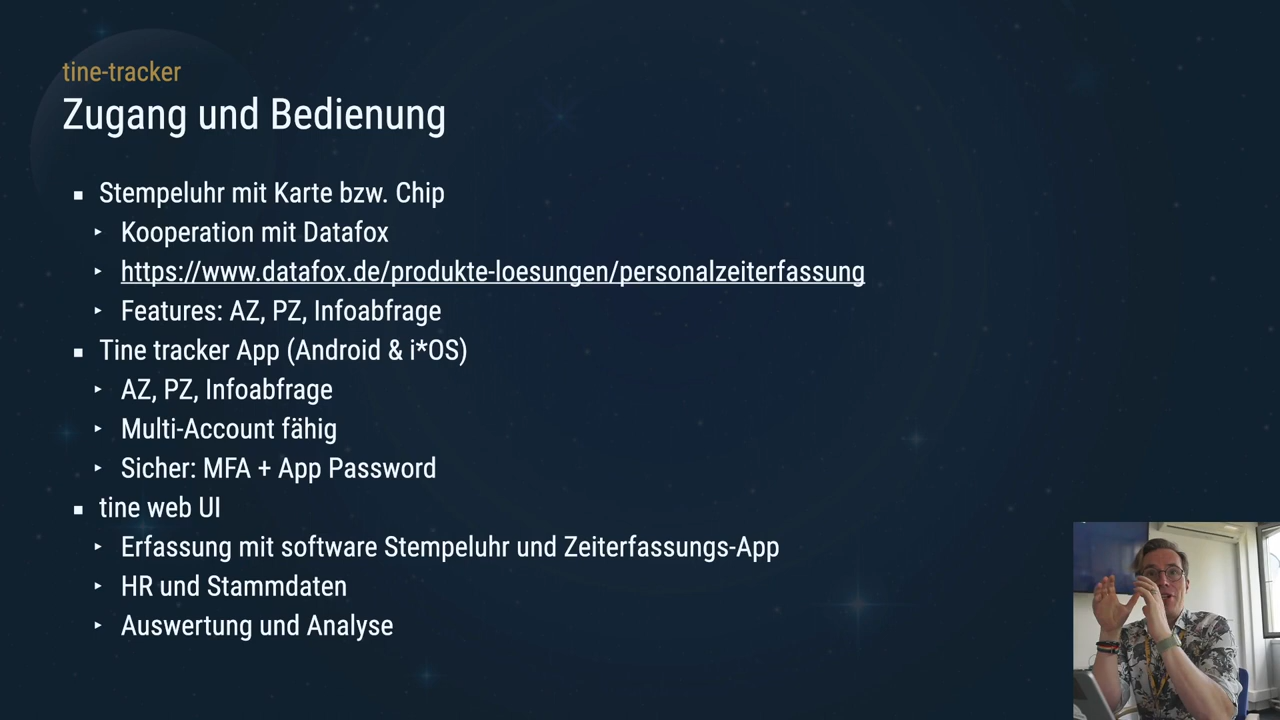 tine-tracker
Zugang und Bedienung
Stempeluhr mit Karte bzw. Chip
Kooperation mit Datafox
https://www.datafox.de/produkte-loesungen/personalzeiterfassung
Features: AZ, PZ, Infoabfrage
Tine tracker App (Android & i*OS)
AZ, PZ, Infoabfrage
Multi-Account fähig
Sicher: MFA + App Password
tine web UI
Erfassung mit software Stempeluhr und Zeiterfassungs-App
HR und Stammdaten
Auswertung und Analyse